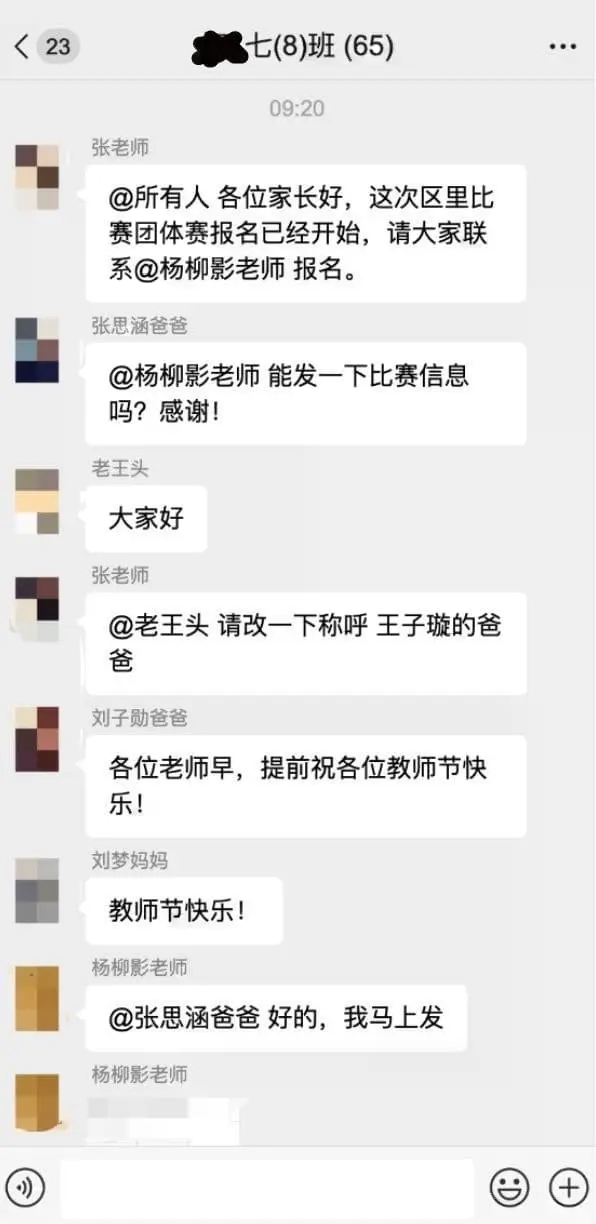 23
七(8)班 (65)
09:20
张老师
@所有人 各位家长好，这次区里比
赛团体赛报名已经开始，请大家联
系@杨柳影老师 报名。
张思涵爸爸
@杨柳影老师 能发一下比赛信息
吗？感谢！
老王头
大家好
张老师
@老王头 请改一下称呼 王子璇的爸
爸
刘子勋爸爸
各位老师早，提前祝各位教师节快
乐！
刘梦妈妈
教师节快乐！
杨柳影老师
@张思涵爸爸 好的，我马上发
杨柳影老师